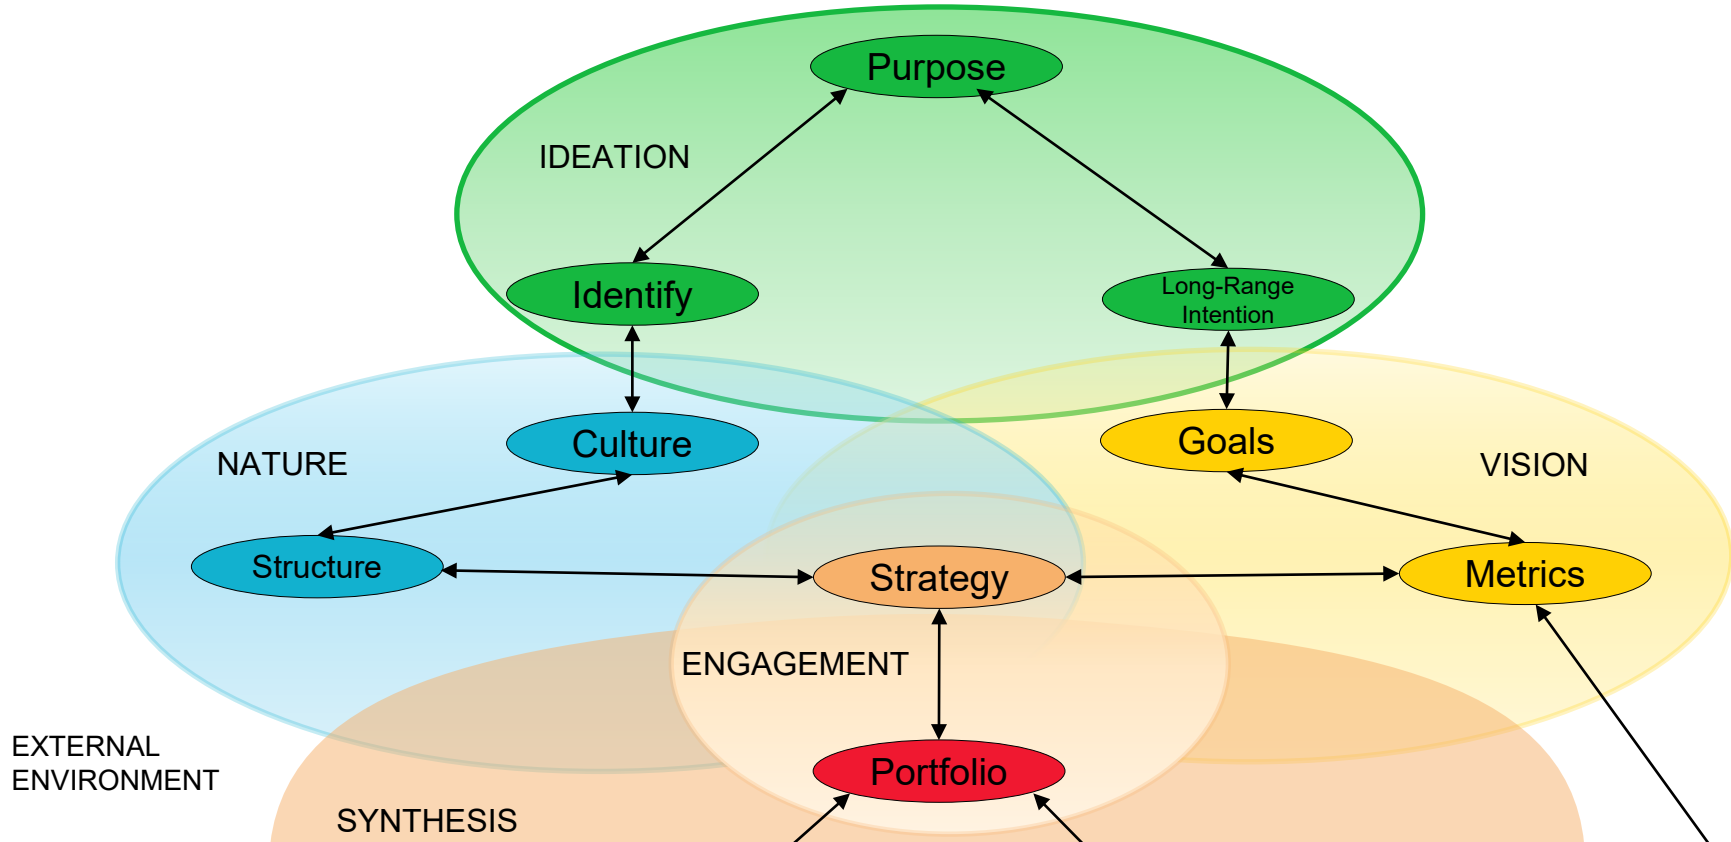 Purpose
IDEATION
Identify
Long-Range
Intention
Culture
Goals
NATURE
VISION
Structure
Strategy
Metrics
ENGAGEMENT
EXTERNAL
ENVIRONMENT
Portfolio
SYNTHESIS